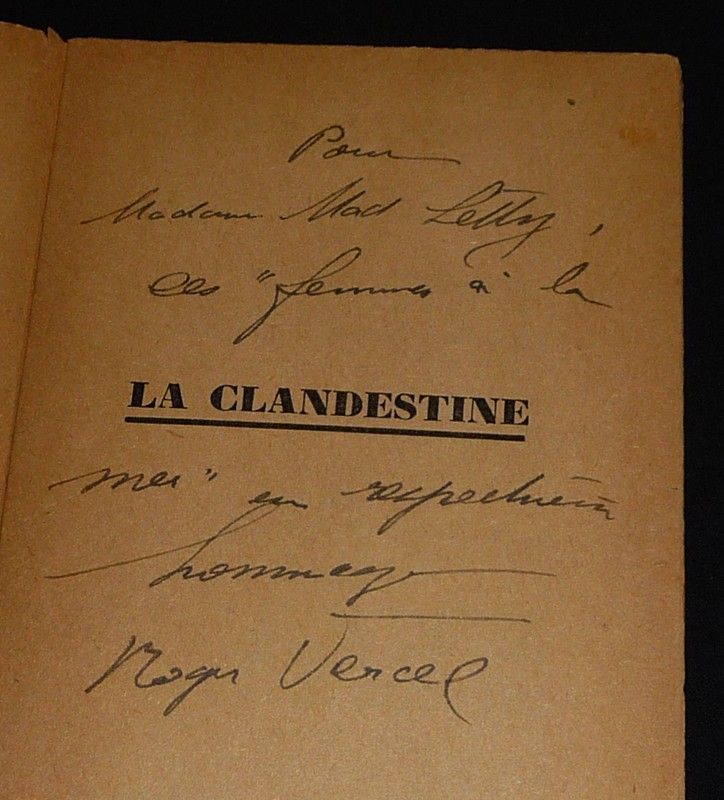 Pour
Madame Mad Letty,
ces "femmes à la
LA CLANDESTINE
mer" en respectueux
hommage
Roger Vercel